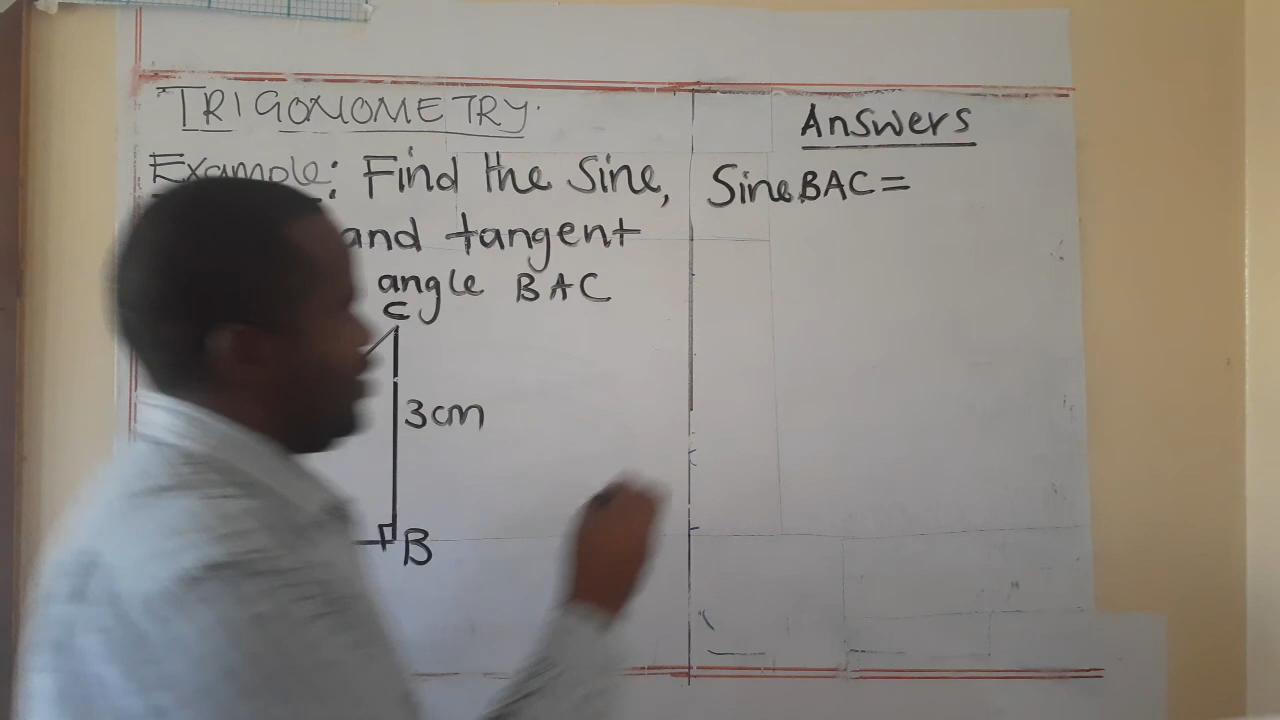 TRIGONOMETRY.
Example: Find the Sine,
and tangent
angle BAC
C
3cm
B
Answers
Sine BAC =